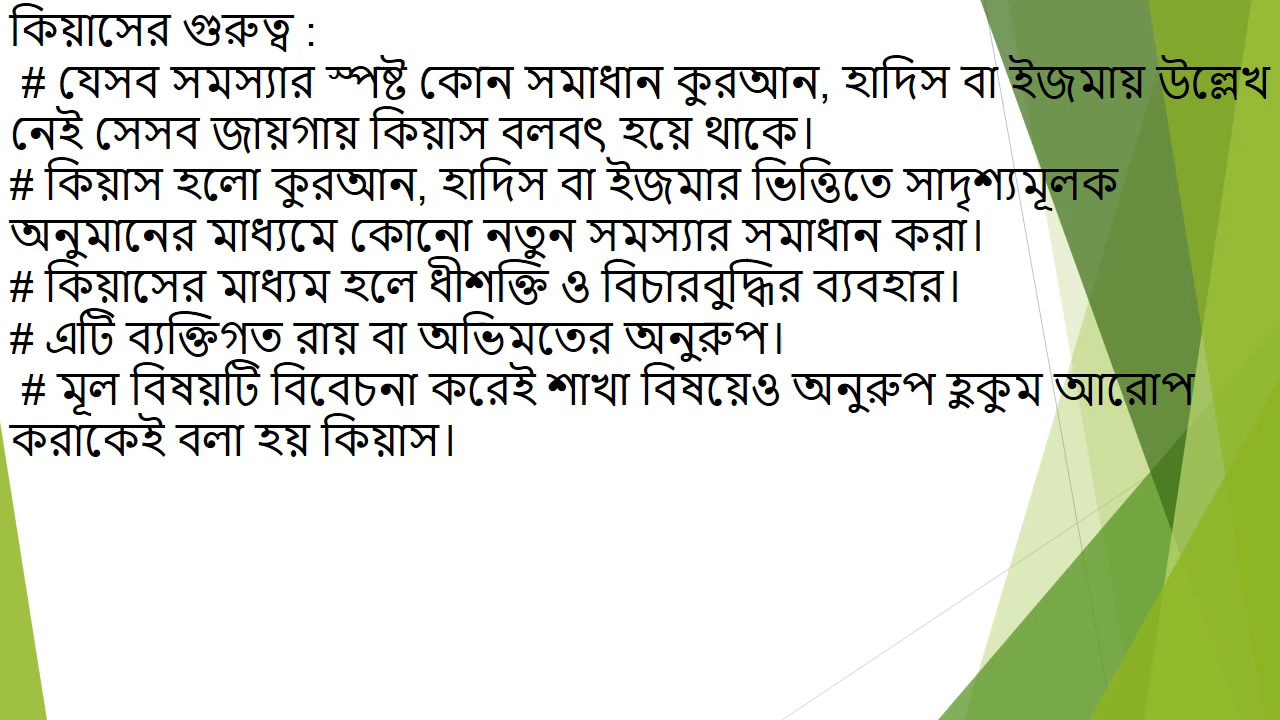 কিয়াসের গুরুত্ব :
# যেসব সমস্যার স্পষ্ট কোন সমাধান কুরআন, হাদিস বা ইজমায় উল্লেখ
নেই সেসব জায়গায় কিয়াস বলবৎ হয়ে থাকে।
# কিয়াস হলো কুরআন, হাদিস বা ইজমার ভিত্তিতে সাদৃশ্যমূলক
অনুমানের মাধ্যমে কোনো নতুন সমস্যার সমাধান করা।
# কিয়াসের মাধ্যম হলে ধীশক্তি ও বিচারবুদ্ধির ব্যবহার।
# এটি ব্যক্তিগত রায় বা অভিমতের অনুরুপ।
# মূল বিষয়টি বিবেচনা করেই শাখা বিষয়েও অনুরুপ হুকুম আরোপ
করাকেই বলা হয় কিয়াস।